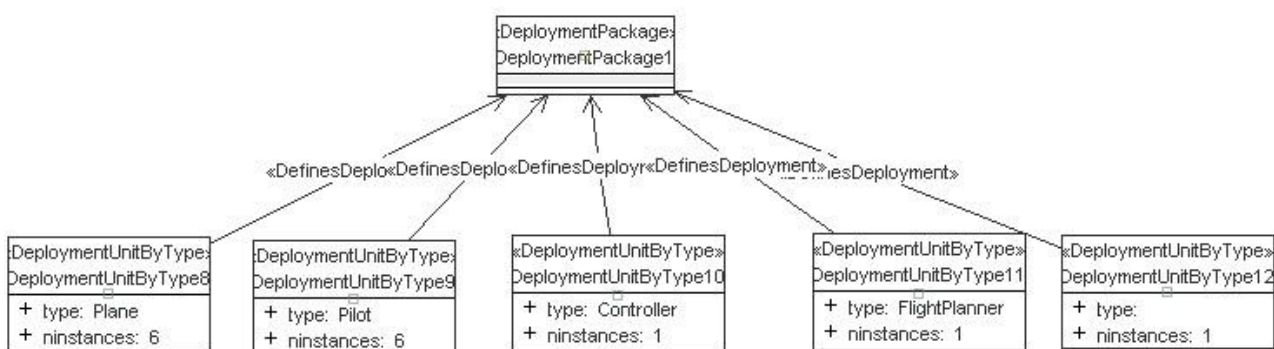 «DeploymentPackage»
DeploymentPackage1
«DefinesDeplo «DefinesDeplo «DefinesDeployr «DefinesDeployment» inesDeployment»
«DeploymentUnitByType»
DeploymentUnitByType8
+ type: Plane
+ ninstances: 6
«DeploymentUnitByType»
DeploymentUnitByType9
+ type: Pilot
+ ninstances: 6
«DeploymentUnitByType»
DeploymentUnitByType10
+ type: Controller
+ ninstances: 1
«DeploymentUnitByType»
DeploymentUnitByType11
+ type: FlightPlanner
+ ninstances: 1
«DeploymentUnitByType»
DeploymentUnitByType12
+ type:
+ ninstances: 1